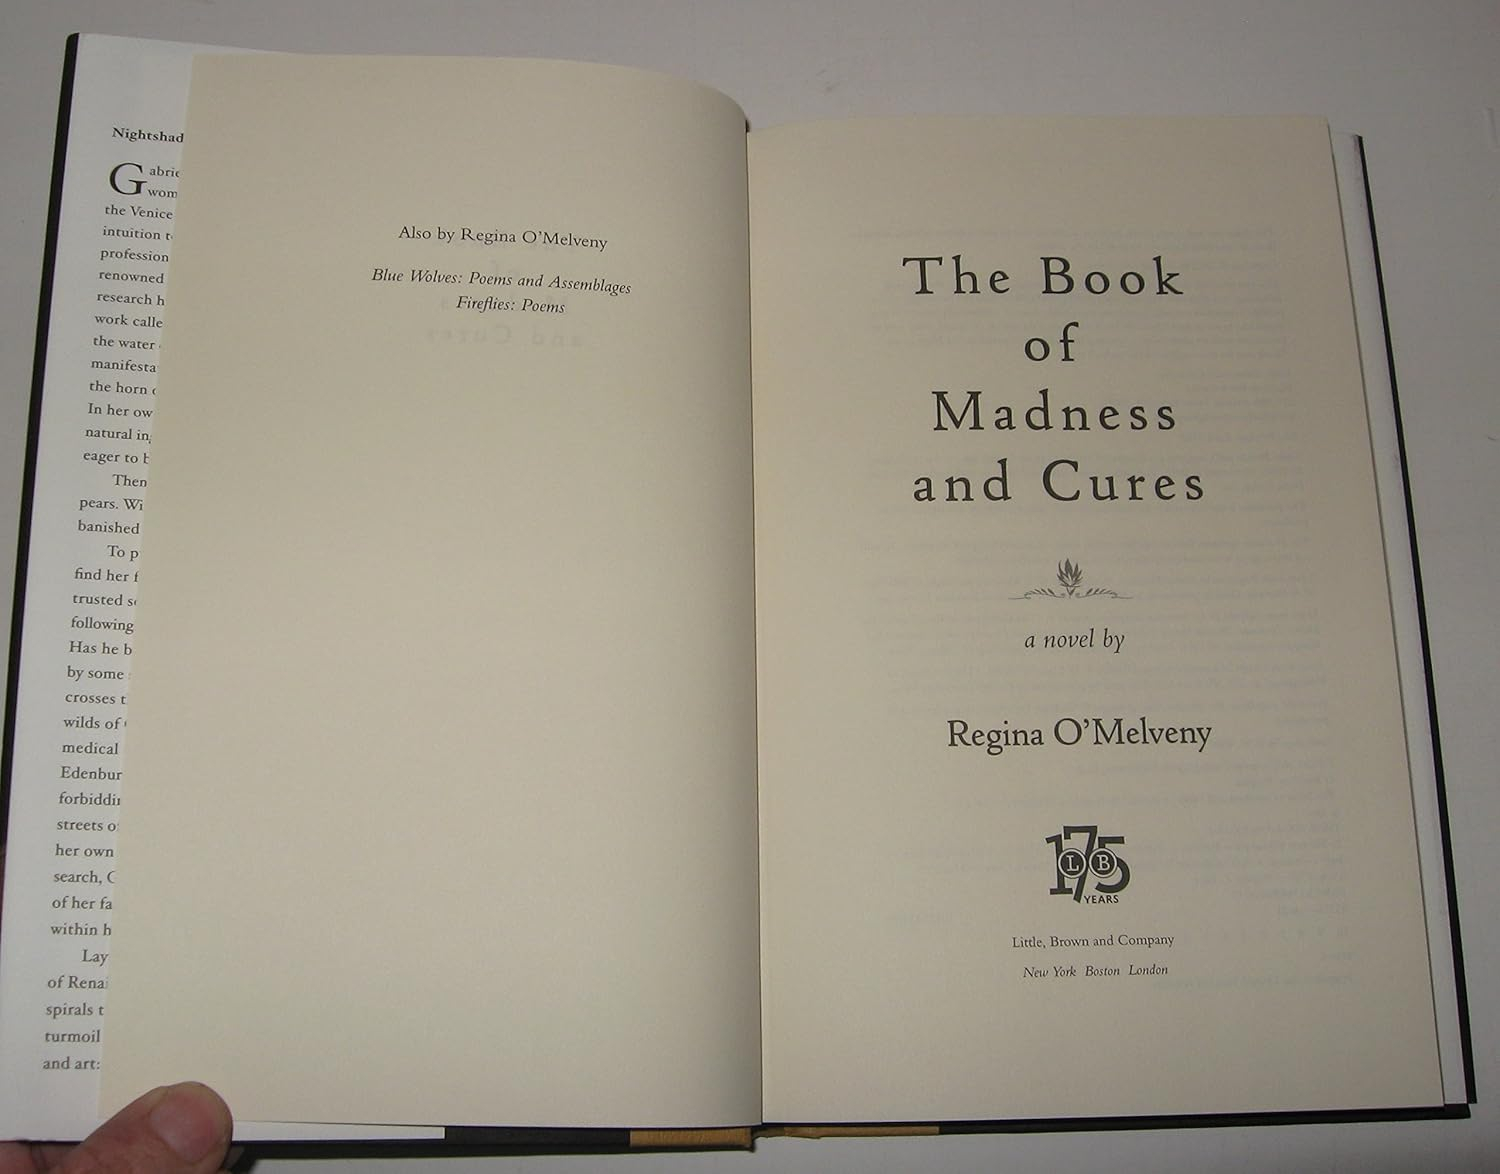 Nightshad
Gabrie
wom
the Venice
intuition t
profession
renowned
research h
work calle
the water
manifesta
the horn
In her ow
natural in
eager to b
Then
pears. Wi
banished
To p
find her f
trusted s
following
Has he b
by some
crosses t
wilds of
medical
Edenbur
forbiddi
streets o
her own
search, G
of her fa
within h
Lay
of Renai
spirals t
turmoil
and art:
Also by Regina O'Melveny
Blue Wolves: Poems and Assemblages
Fireflies: Poems
The Book
of
Madness
and Cures
a novel by
Regina O'Melveny
175
L B
YEARS
Little, Brown and Company
New York Boston London